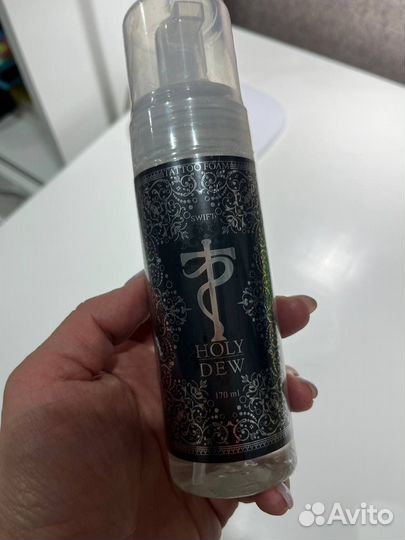 TATTOO FOAM
SWIFT
HOLY
DEW
170 ml
Avito